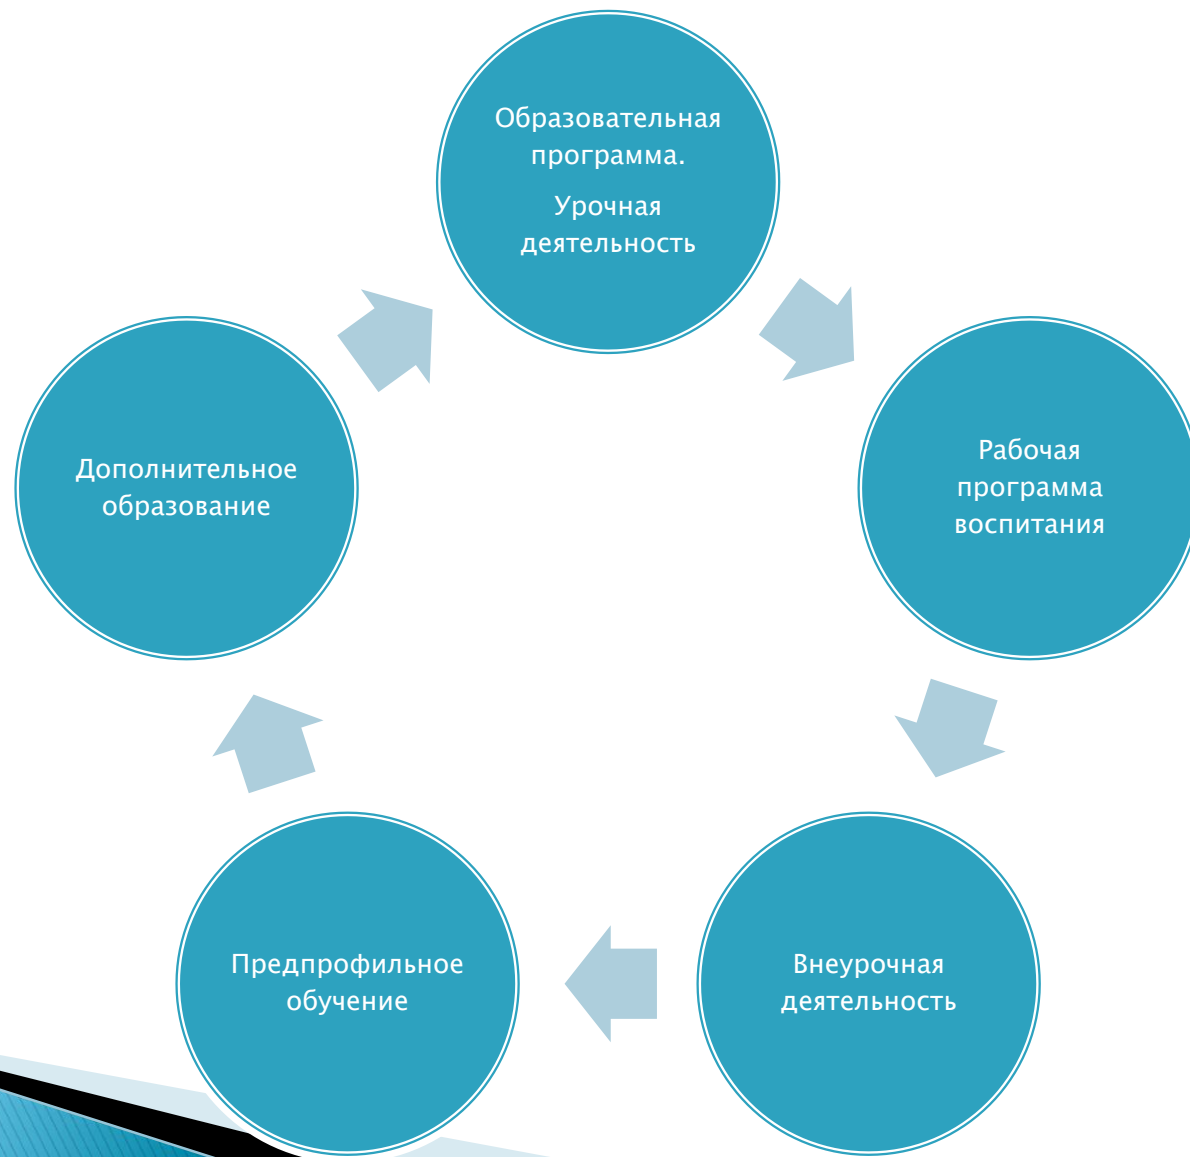 Образовательная
программа.
Урочная
деятельность
Рабочая
программа
воспитания
Внеурочная
деятельность
Предпрофильное
обучение
Дополнительное
образование